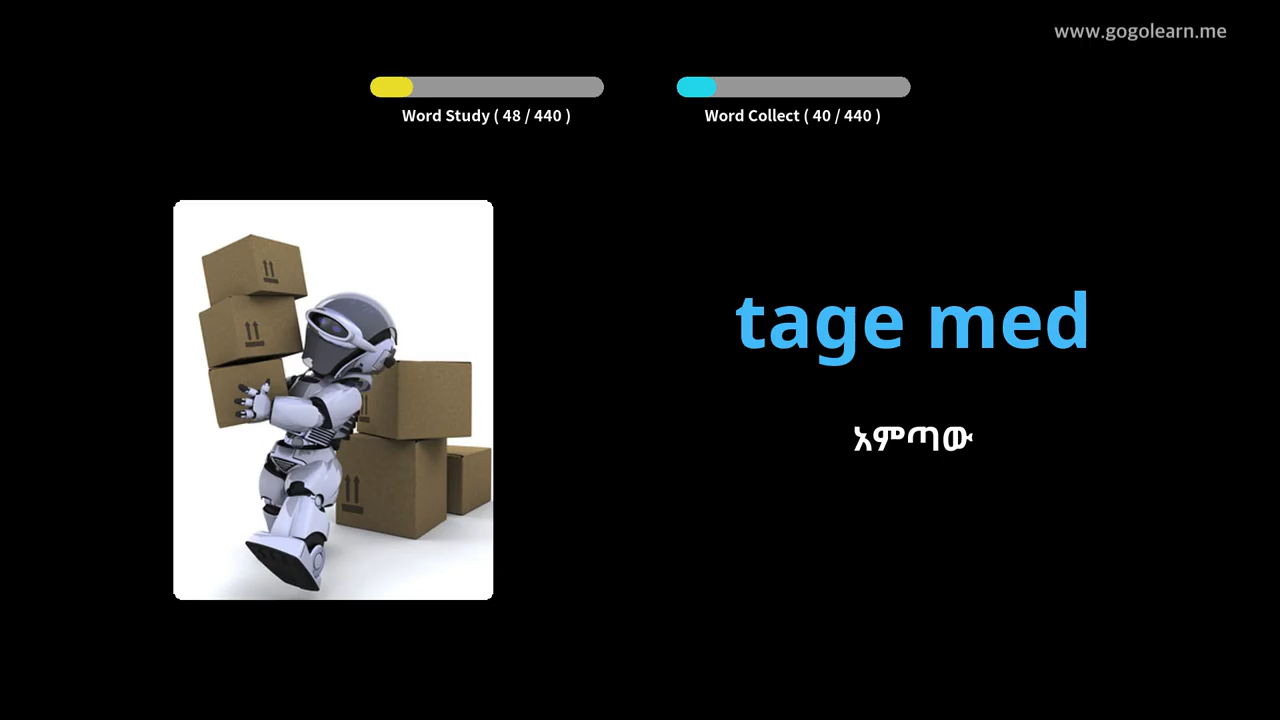 www.gogolearn.me
Word Study ( 48 / 440 )
Word Collect ( 40 / 440 )
tage med
አምጣው